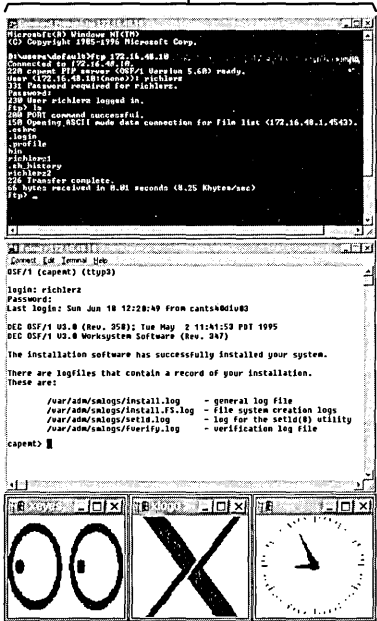 Microsoft(R) Windows NT(TM)
(C) Copyright 1985-1996 Microsoft Corp.
D:\users\default>ftp 172.16.48.10
Connected to 172.16.48.10.
220 capemt FTP server (OSF/1 Version 5.60) ready.
User (172.16.48.10:(none)): richlerz
331 Password required for richlerz.
Password:
230 User richlerz logged in.
ftp> ls
200 PORT command successful.
150 Opening ASCII mode data connection for file list (172.16.48.1,4543).
.cshrc
.login
.profile
bin
richlerz1
.sh_history
richlerz2
226 Transfer complete.
66 bytes received in 0.01 seconds (8.25 Kbytes/sec)
ftp>
Connect Edit Terminal Help
OSF/1 (capemt) (ttyp3)
login: richlerz
Password:
Last login: Sun Jun 18 12:28:49 from cants40div03
DEC OSF/1 V3.0 (Rev. 358); Tue May 2 11:41:53 PDT 1995
DEC OSF/1 V3.0 Worksystem Software (Rev. 347)
The installation software has successfully installed your system.
There are logfiles that contain a record of your installation.
These are:
/var/adm/smlogs/install.log - general log file
/var/adm/smlogs/install.FS.log - file system creation logs
/var/adm/smlogs/setld.log - log for the setld(8) utility
/var/adm/smlogs/fverify.log - verification log file
capemt>
xeyes
xlogo